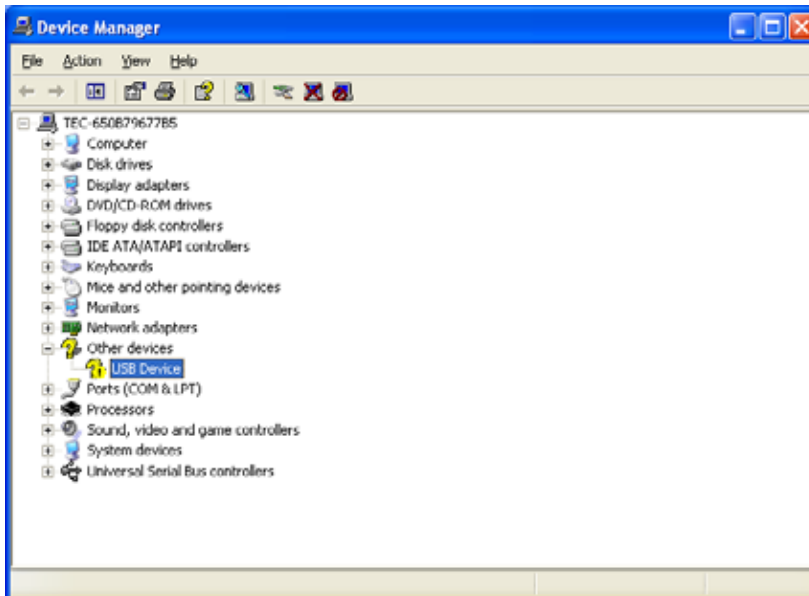 Device Manager
File Action View Help
TEC-650B79677B5
Computer
Disk drives
Display adapters
DVD/CD-ROM drives
Floppy disk controllers
IDE ATA/ATAPI controllers
Keyboards
Mice and other pointing devices
Monitors
Network adapters
Other devices
USB Device
Ports (COM & LPT)
Processors
Sound, video and game controllers
System devices
Universal Serial Bus controllers